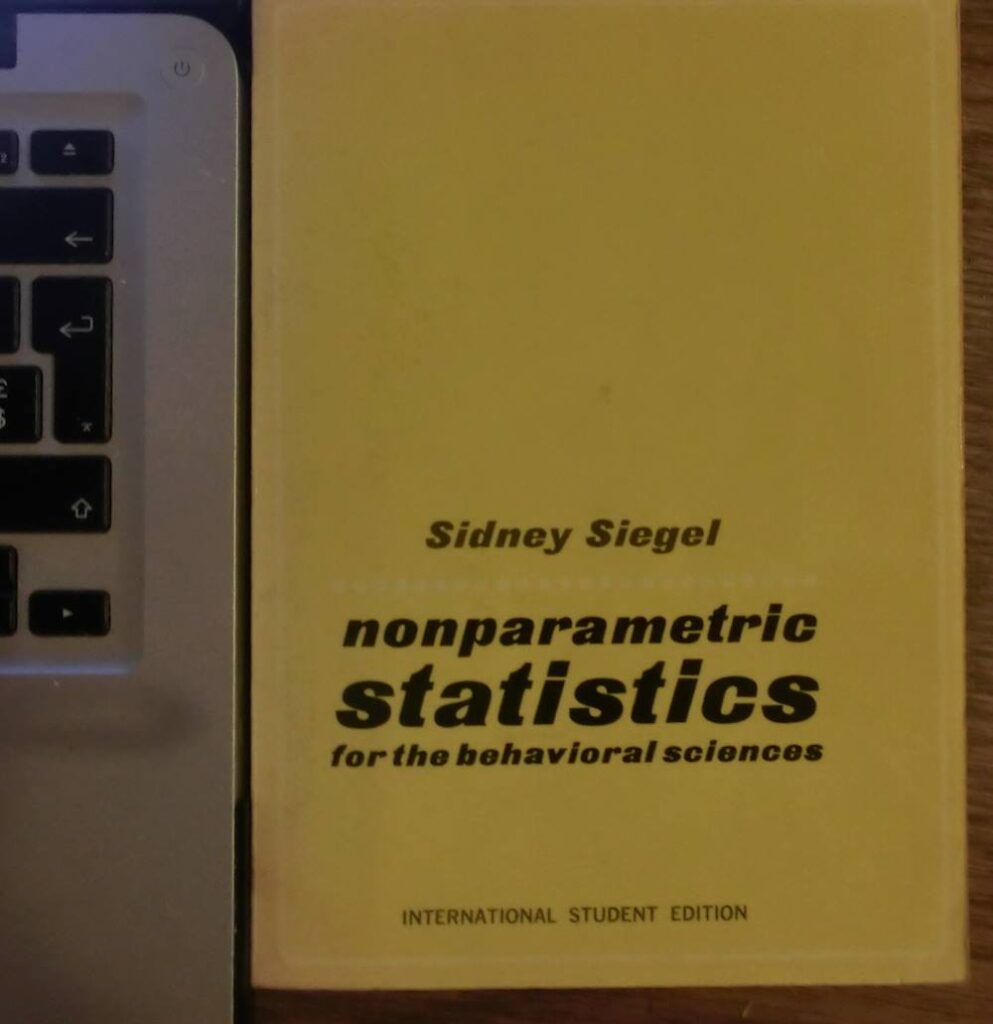 Sidney Siegel
nonparametric
statistics
for the behavioral sciences
INTERNATIONAL STUDENT EDITION